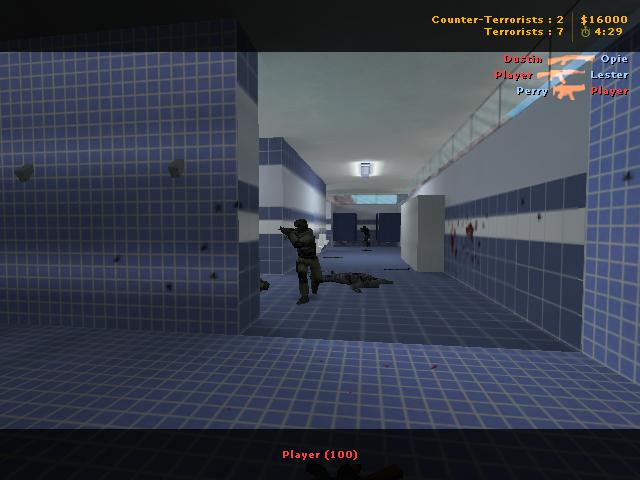 Counter-Terrorists : 2 $16000
Terrorists : 7 4:29
Dustin Opie
Player Lester
Perry Player
Player (100)